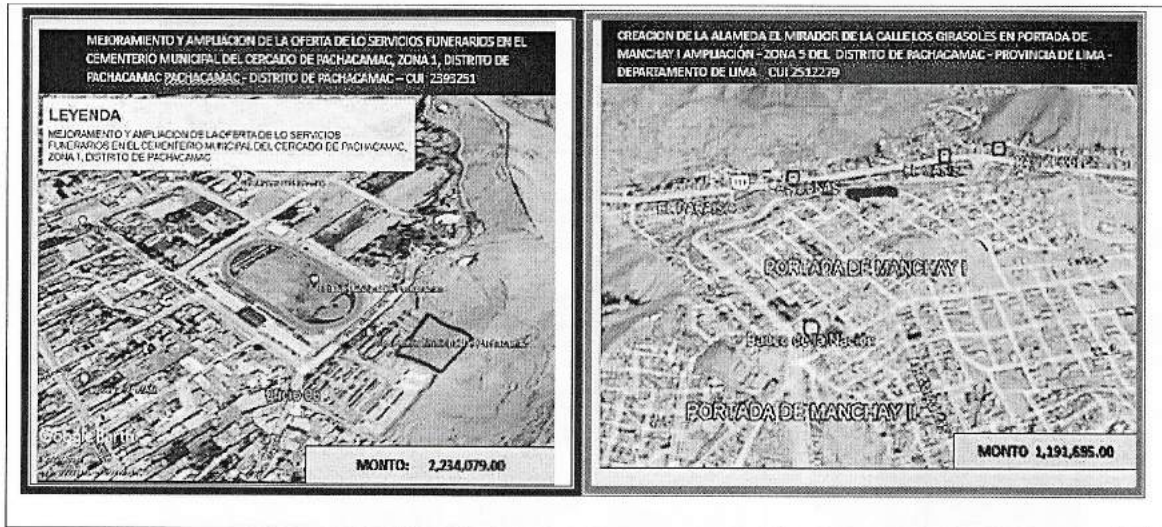 MEJORAMIENTO Y AMPLIACION DE LA OFERTA DE LO SERVICIOS FUNERARIOS EN EL
CEMENTERIO MUNICIPAL DEL CERCADO DE PACHACAMAC, ZONA 1, DISTRITO DE
PACHACAMAC PACHACAMAC - DISTRITO DE PACHACAMAC – CUI 2393251
LEYENDA
MEJORAMIENTO Y AMPLIACION DE LA OFERTA DE LO SERVICIOS
FUNERARIOS EN EL CEMENTERIO MUNICIPAL DEL CERCADO DE PACHACAMAC,
ZONA 1, DISTRITO DE PACHACAMAC
Google Earth
MONTO: 2,234,079.00
CREACION DE LA ALAMEDA EL MIRADOR DE LA CALLE LOS GIRASOLES EN PORTADA DE
MANCHAY I AMPLIACIÓN - ZONA 5 DEL DISTRITO DE PACHACAMAC - PROVINCIA DE LIMA -
DEPARTAMENTO DE LIMA CUI 2512279
EL PARAISO
PORTADA DE MANCHAY I
Banco de la Nación
PORTADA DE MANCHAY II
MONTO 1,191,695.00